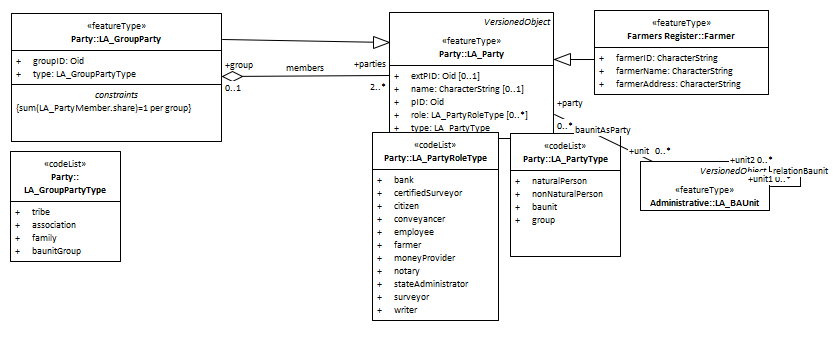 «featureType»
Party::LA_GroupParty
+ groupID: Oid
+ type: LA_GroupPartyType
constraints
{sum(LA_PartyMember.share)=1 per group}
+group
0..1
members
+parties
2..*
VersionedObject
«featureType»
Party::LA_Party
+ extPID: Oid [0..1]
+ name: CharacterString [0..1]
+ pID: Oid
+ role: LA_PartyRoleType [0..*]
+ type: LA_PartyType
«featureType»
Farmers Register::Farmer
+ farmerID: CharacterString
+ farmerName: CharacterString
+ farmerAddress: CharacterString
+party
0..*
baunitAsParty
+unit 0..*
«codeList»
Party::
LA_GroupPartyType
+ tribe
+ association
+ family
+ baunitGroup
«codeList»
Party::LA_PartyRoleType
+ bank
+ certifiedSurveyor
+ citizen
+ conveyancer
+ employee
+ farmer
+ moneyProvider
+ notary
+ stateAdministrator
+ surveyor
+ writer
«codeList»
Party::LA_PartyType
+ naturalPerson
+ nonNaturalPerson
+ baunit
+ group
+unit2 0..*
VersionedObject
relationBaunit
+unit1 0..*
«featureType»
Administrative::LA_BAUnit